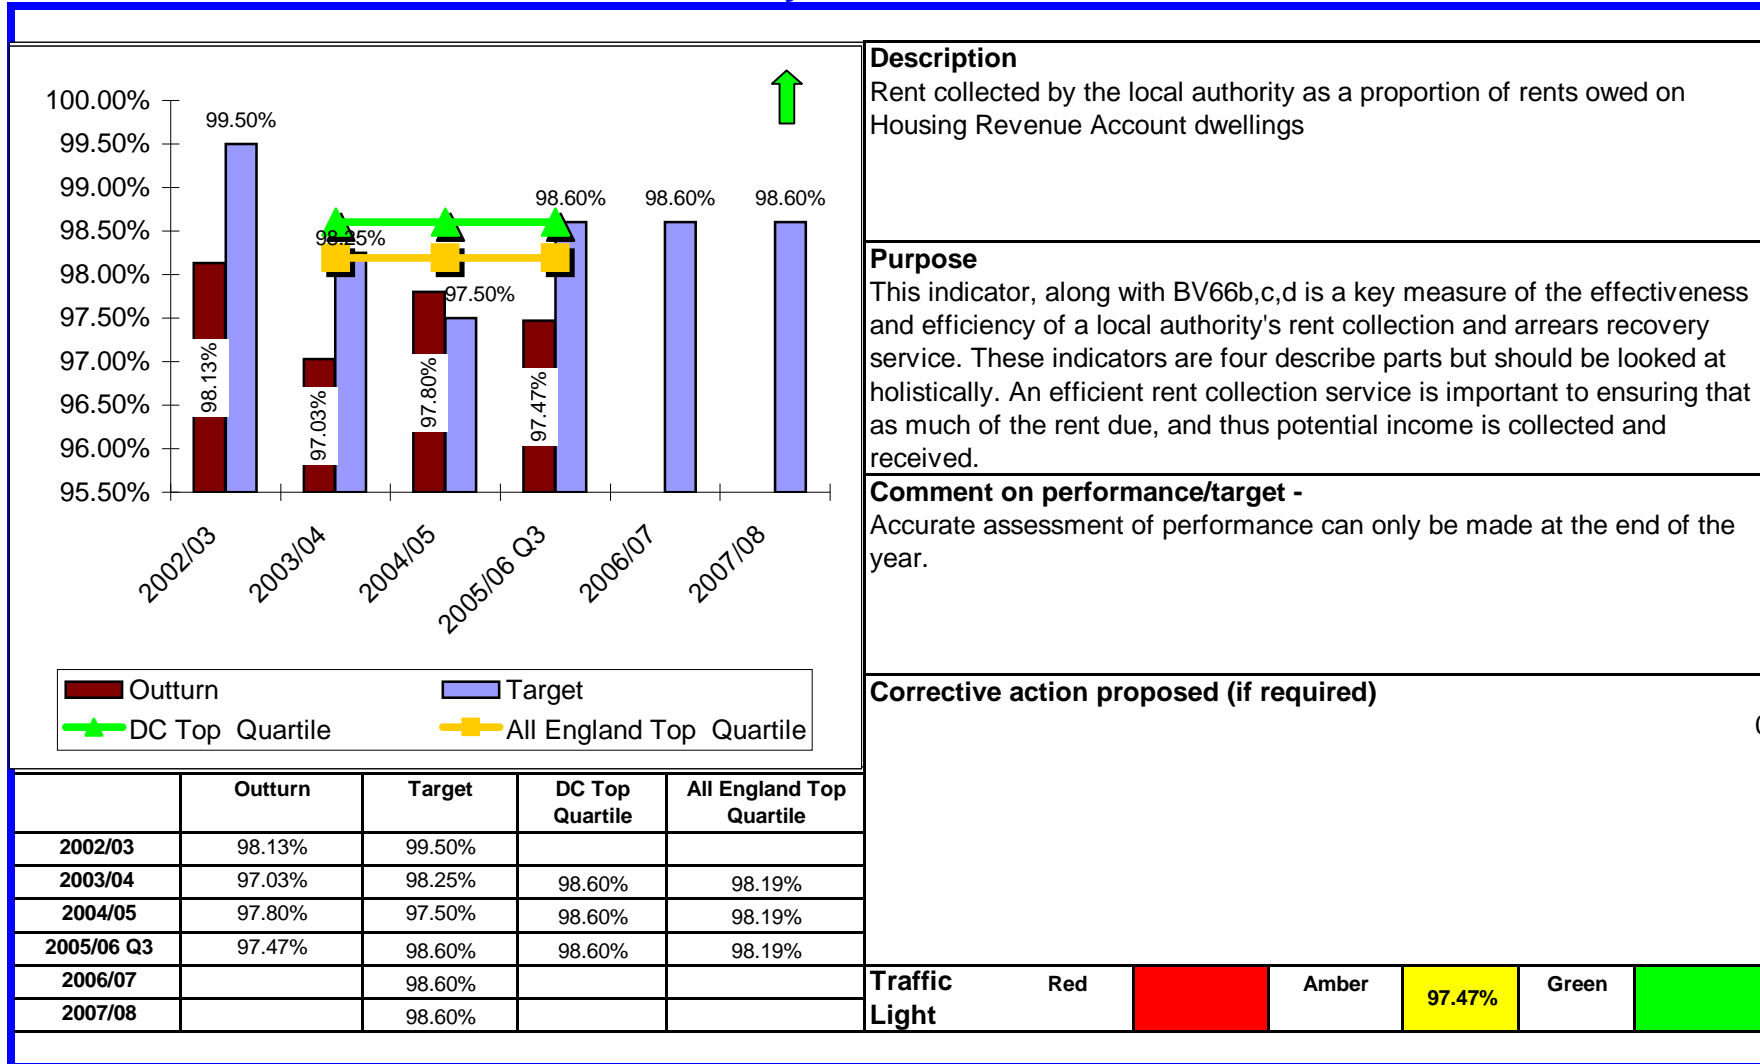 100.00%
99.50%
99.00%
98.50%
98.00%
97.50%
97.00%
96.50%
96.00%
95.50%
99.50%
98.25%
97.50%
98.60%
98.60%
98.60%
98.13%
97.03%
97.80%
97.47%
2002/03
2003/04
2004/05
2005/06 Q3
2006/07
2007/08
Outturn
Target
DC Top Quartile
All England Top Quartile
Outturn Target DC Top All England Top
Quartile Quartile
2002/03 98.13% 99.50%
2003/04 97.03% 98.25% 98.60% 98.19%
2004/05 97.80% 97.50% 98.60% 98.19%
2005/06 Q3 97.47% 98.60% 98.60% 98.19%
2006/07 98.60%
2007/08 98.60%
Description
Rent collected by the local authority as a proportion of rents owed on
Housing Revenue Account dwellings
Purpose
This indicator, along with BV66b,c,d is a key measure of the effectiveness
and efficiency of a local authority's rent collection and arrears recovery
service. These indicators are four describe parts but should be looked at
holistically. An efficient rent collection service is important to ensuring that
as much of the rent due, and thus potential income is collected and
received.
Comment on performance/target -
Accurate assessment of performance can only be made at the end of the
year.
Corrective action proposed (if required)
Traffic Red Amber 97.47% Green
Light